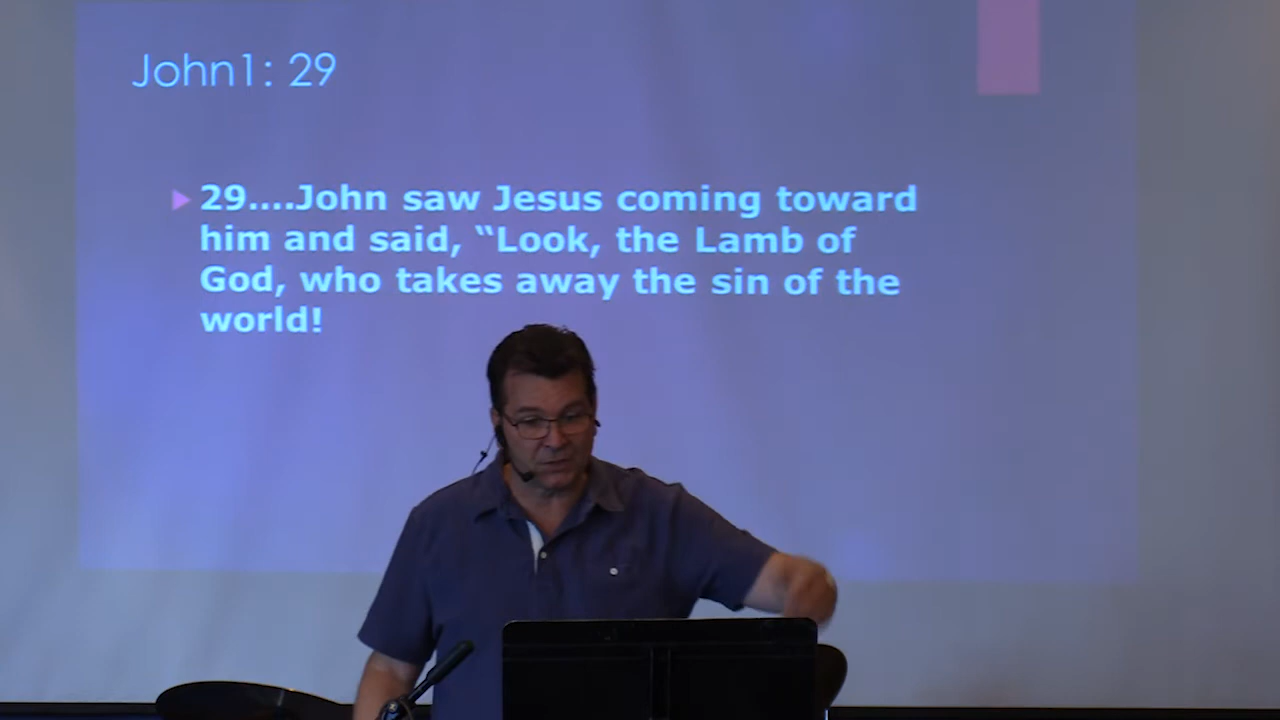 John1: 29
29....John saw Jesus coming toward
him and said, “Look, the Lamb of
God, who takes away the sin of the
world!